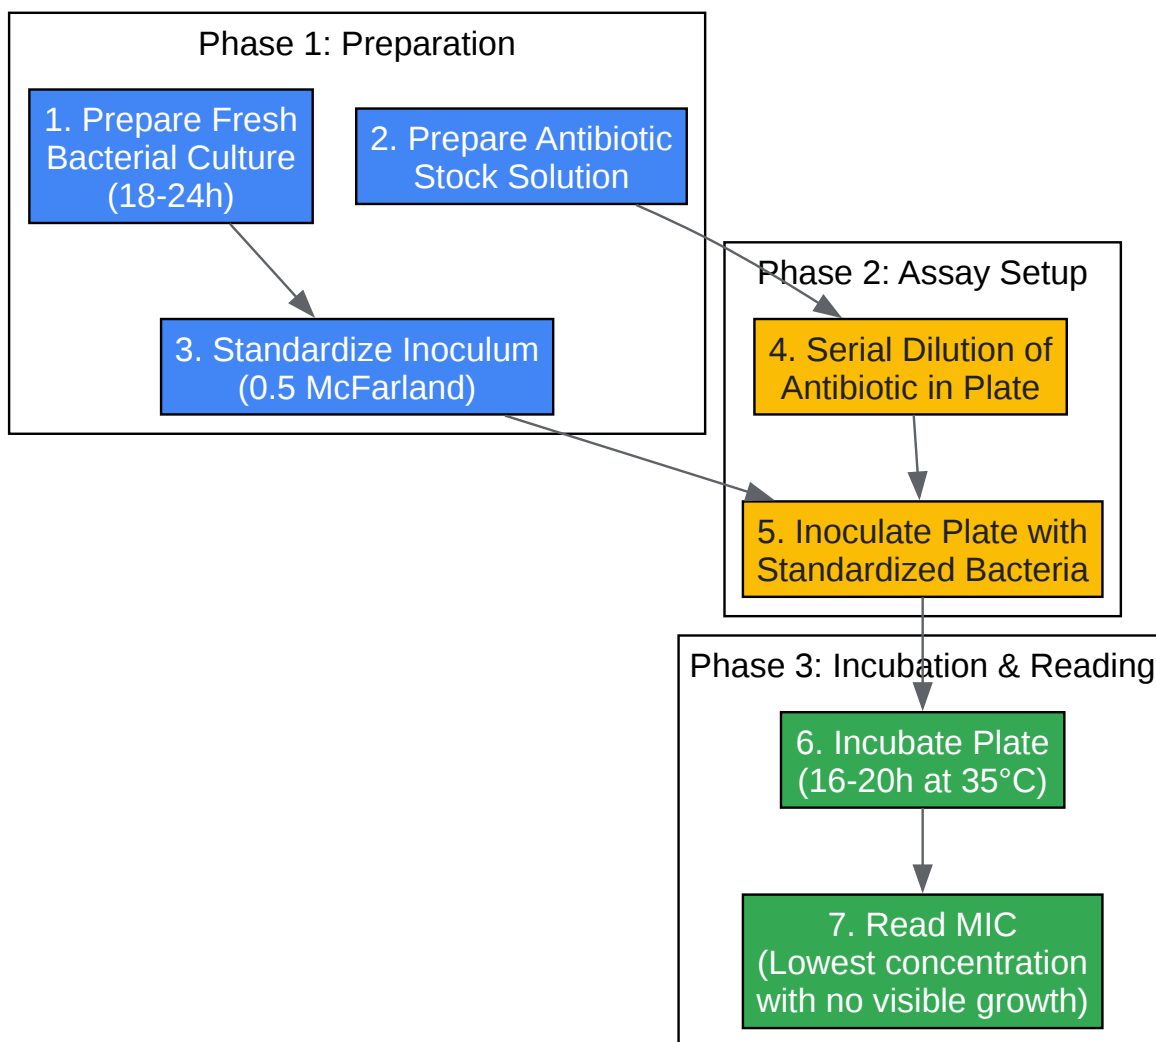 Phase 1: Preparation
1. Prepare Fresh
Bacterial Culture
(18-24h)
2. Prepare Antibiotic
Stock Solution
3. Standardize Inoculum
(0.5 McFarland)
Phase 2: Assay Setup
4. Serial Dilution of
Antibiotic in Plate
5. Inoculate Plate with
Standardized Bacteria
Phase 3: Incubation & Reading
6. Incubate Plate
(16-20h at 35°C)
7. Read MIC
(Lowest concentration
with no visible growth)